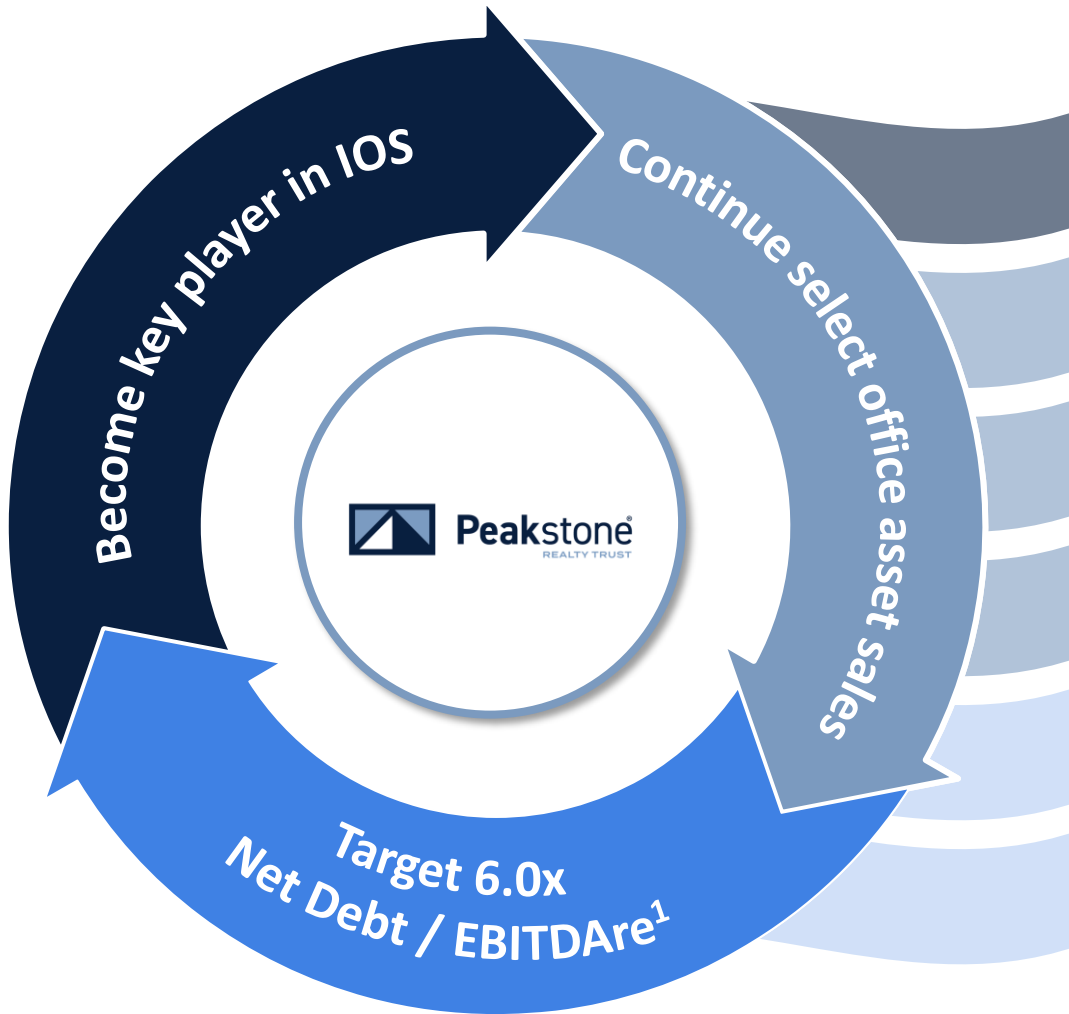 Become key player in IOS
Continue select office asset sales
Peakstone®
REALTY TRUST
Target 6.0x
Net Debt / EBITDAre¹